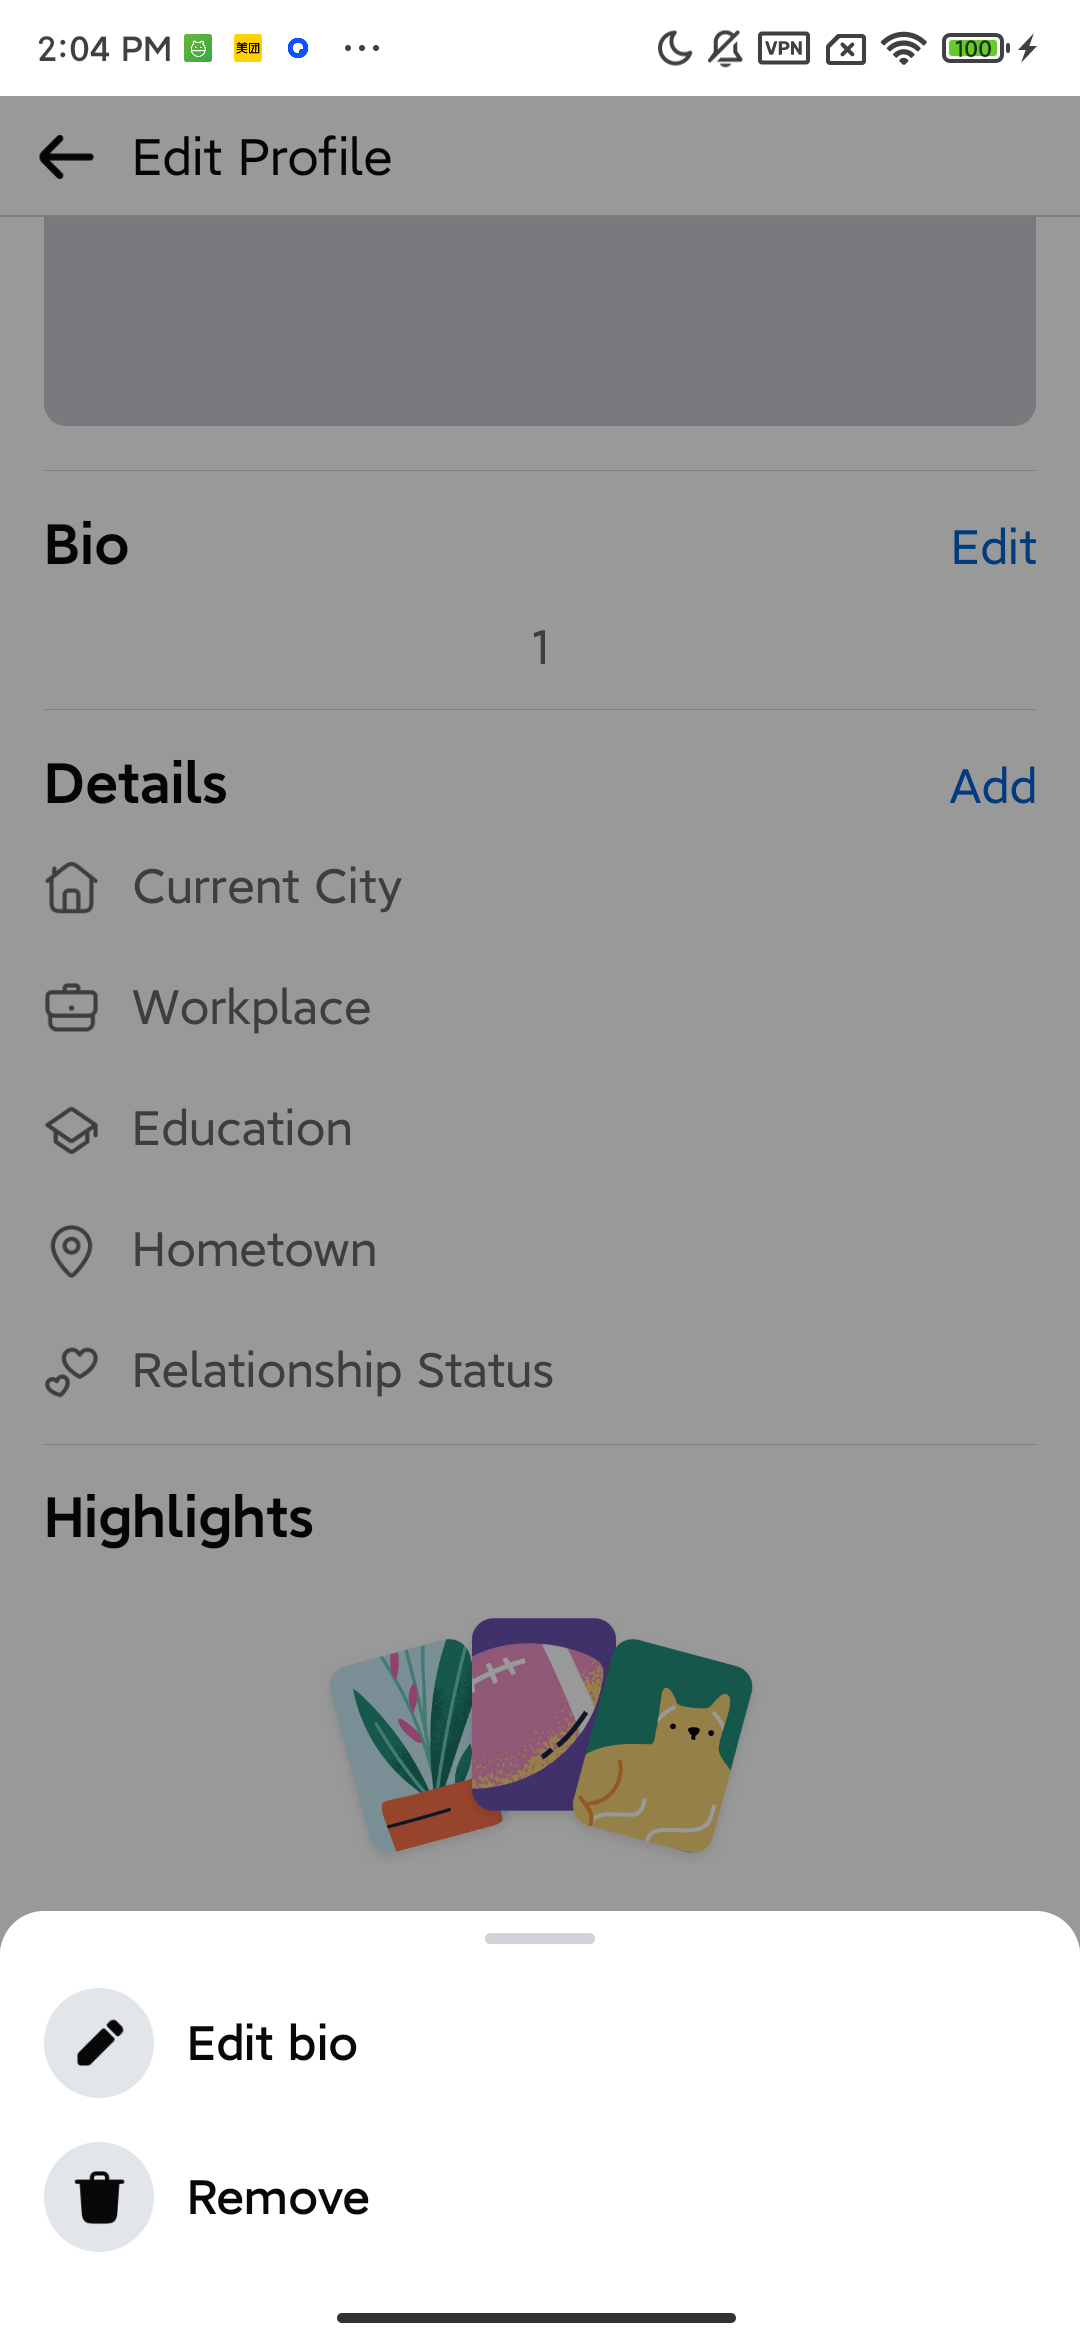 2:04 PM 美团 VPN 100
Edit Profile
Bio
Edit
1
Details
Add
Current City
Workplace
Education
Hometown
Relationship Status
Highlights
Edit bio
Remove